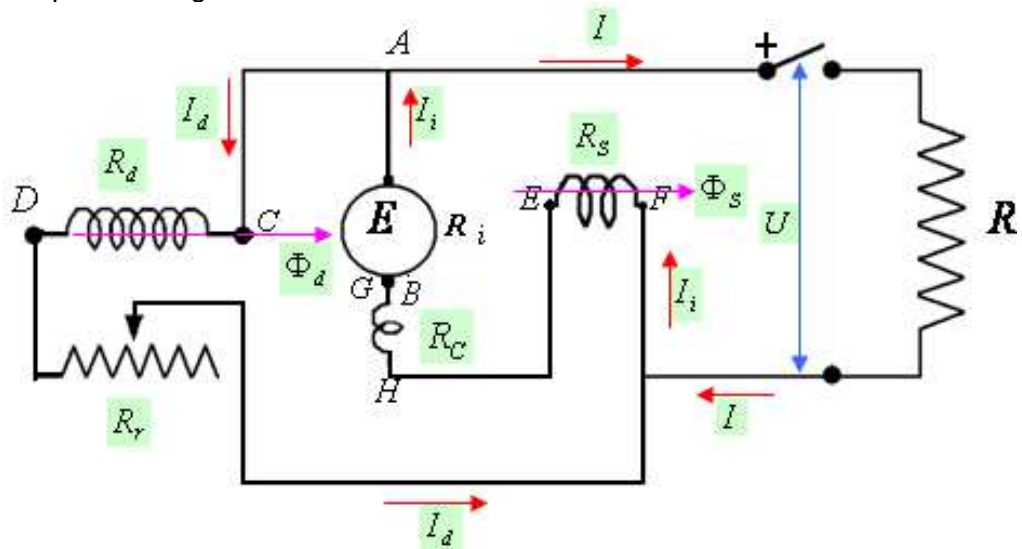 A
I
+
I_d
I_i
R_S
R_d
D
C
E
R_i
E
F
Φ_S
U
R
Φ_d
G
B
R_C
I_i
H
R_r
I
I_d